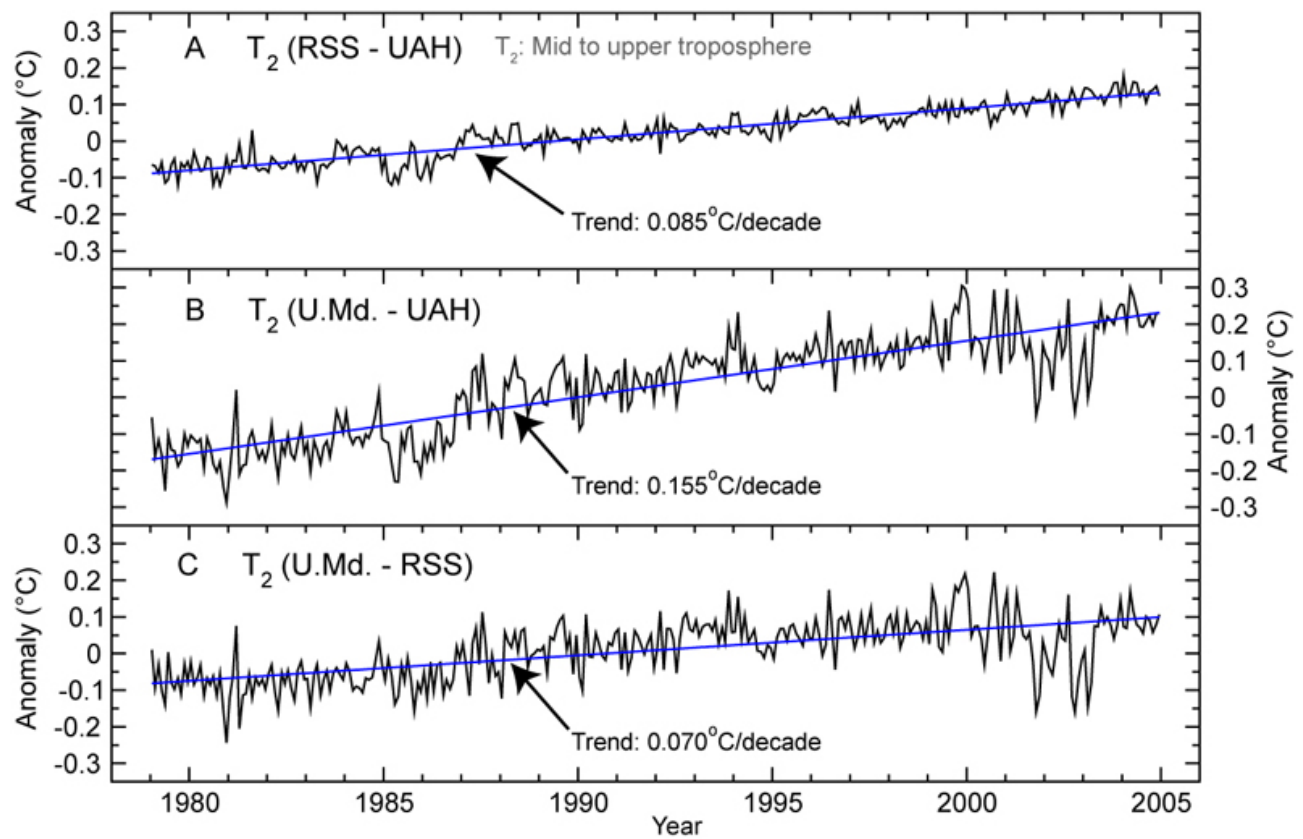 A T2 (RSS - UAH) T2: Mid to upper troposphere
0.3
0.2
0.1
0
-0.1
-0.2
-0.3
Anomaly (°C)
Trend: 0.085°C/decade
B T2 (U.Md. - UAH)
0.3
0.2
0.1
0
-0.1
-0.2
-0.3
Anomaly (°C)
Trend: 0.155°C/decade
C T2 (U.Md. - RSS)
0.3
0.2
0.1
0
-0.1
-0.2
-0.3
Anomaly (°C)
Trend: 0.070°C/decade
1980 1985 1990 1995 2000 2005
Year